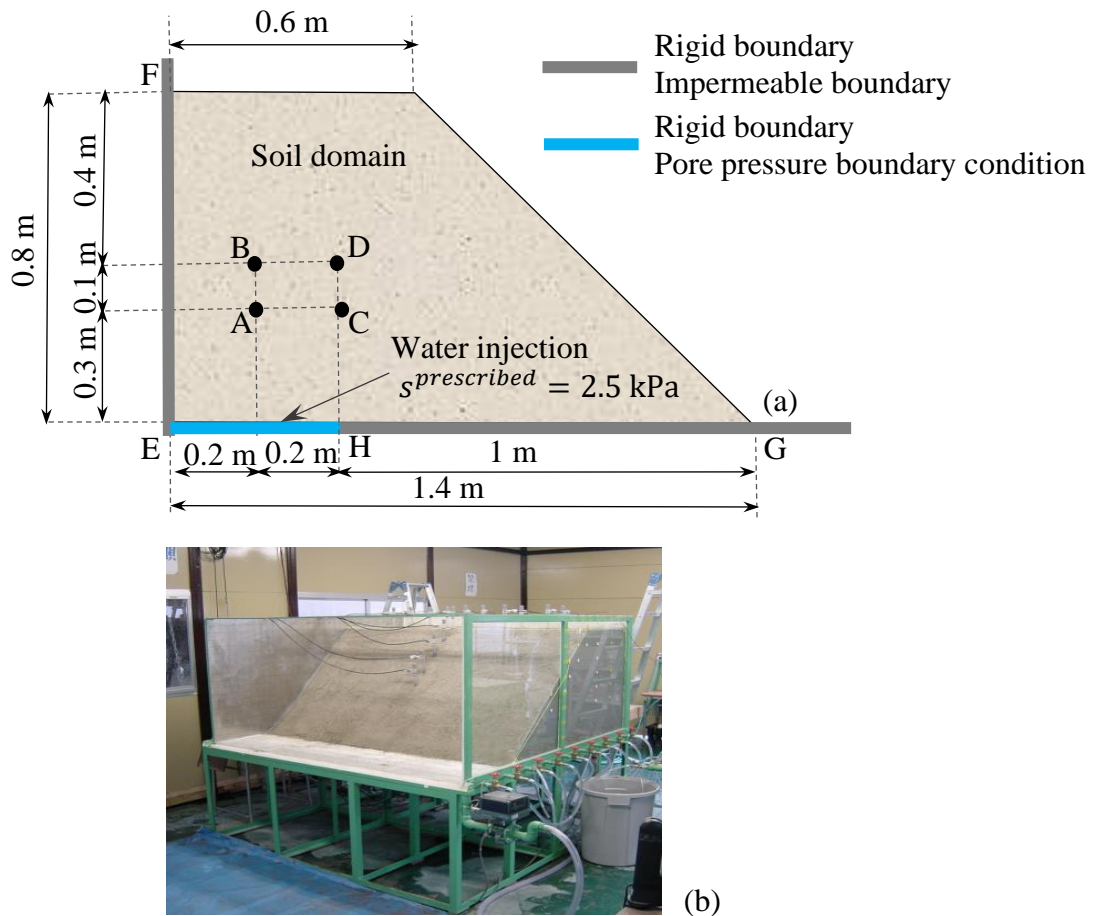 0.6 m
Rigid boundary
Impermeable boundary
Rigid boundary
Pore pressure boundary condition
F
Soil domain
0.4 m
0.8 m
0.1 m
0.3 m
B
D
A
C
Water injection
s^prescribed = 2.5 kPa
(a)
E
H
G
0.2 m
0.2 m
1 m
1.4 m
(b)